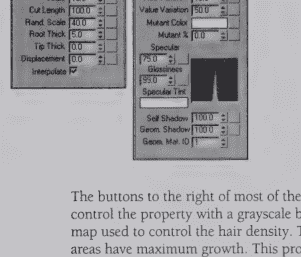 Cut Length 100.0
Rand. Scale 40.0
Root Thick 5.0
Tip Thick 0.0
Displacement 0.0
Interpolate
Value Variation 50.0
Mutant Color
Mutant % 0.0
Specular
75.0
Glossiness
99.0
Specular Tint
Self Shadow 100.0
Geom. Shadow 100.0
Geom. Mat. ID 1
The buttons to the right of most of the
control the property with a grayscale b
map used to control the hair density. T
areas have maximum growth. This pro